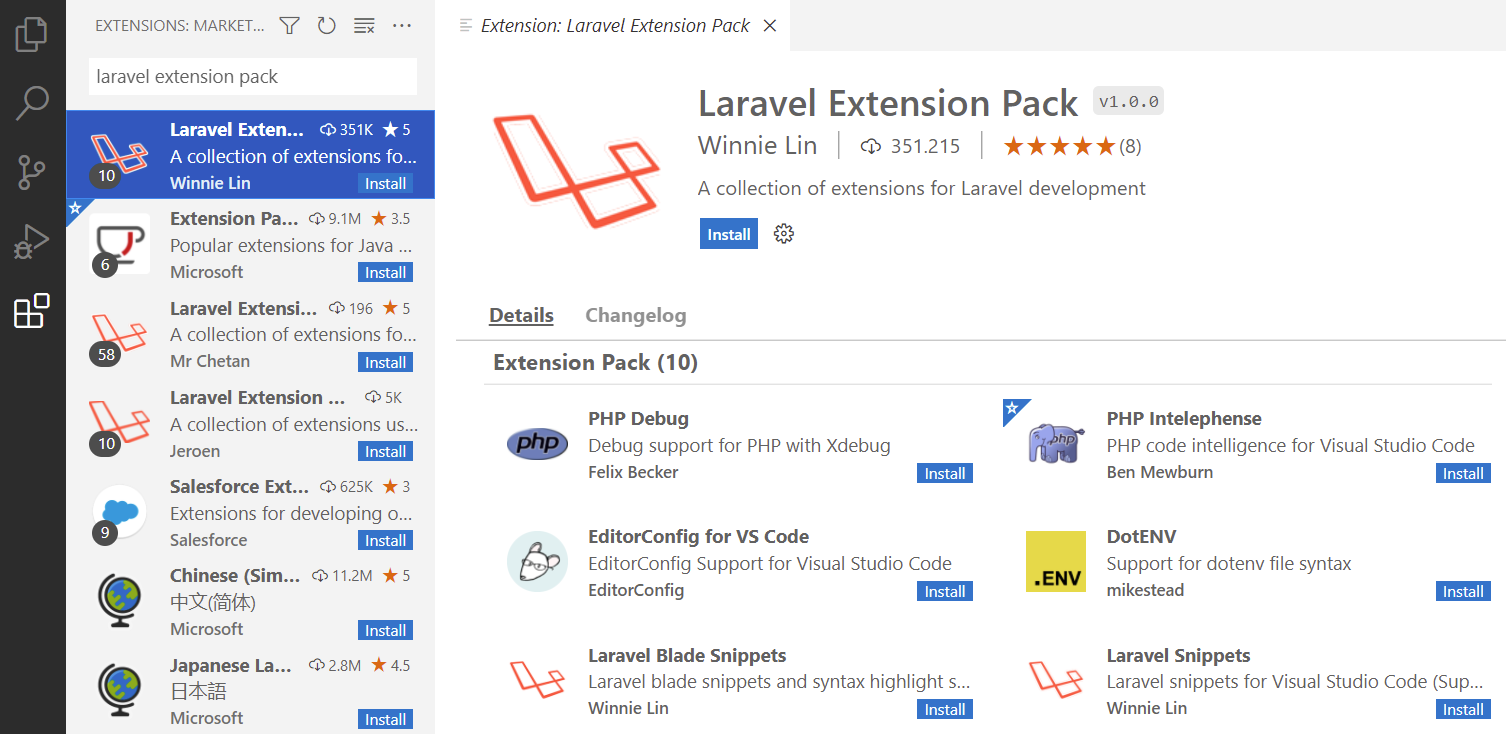 EXTENSIONS: MARKET...
laravel extension pack
Laravel Exten... 351K 5
A collection of extensions fo...
10
Winnie Lin Install
Extension Pa... 9.1M 3.5
Popular extensions for Java ...
6
Microsoft Install
Laravel Extensi... 196 5
A collection of extensions fo...
58
Mr Chetan Install
Laravel Extension ... 5K
A collection of extensions us...
10
Jeroen Install
Salesforce Ext... 625K 3
Extensions for developing o...
9
Salesforce Install
Chinese (Sim... 11.2M 5
中文(简体)
Microsoft Install
Japanese La... 2.8M 4.5
日本語
Microsoft Install
Extension: Laravel Extension Pack
Laravel Extension Pack v1.0.0
Winnie Lin 351.215 (8)
A collection of extensions for Laravel development
Install
Details Changelog
Extension Pack (10)
php
PHP Debug
Debug support for PHP with Xdebug
Felix Becker Install
php
PHP Intelephense
PHP code intelligence for Visual Studio Code
Ben Mewburn Install
EditorConfig for VS Code
EditorConfig Support for Visual Studio Code
EditorConfig Install
.ENV
DotENV
Support for dotenv file syntax
mikestead Install
Laravel Blade Snippets
Laravel blade snippets and syntax highlight s...
Winnie Lin Install
Laravel Snippets
Laravel snippets for Visual Studio Code (Sup...
Winnie Lin Install